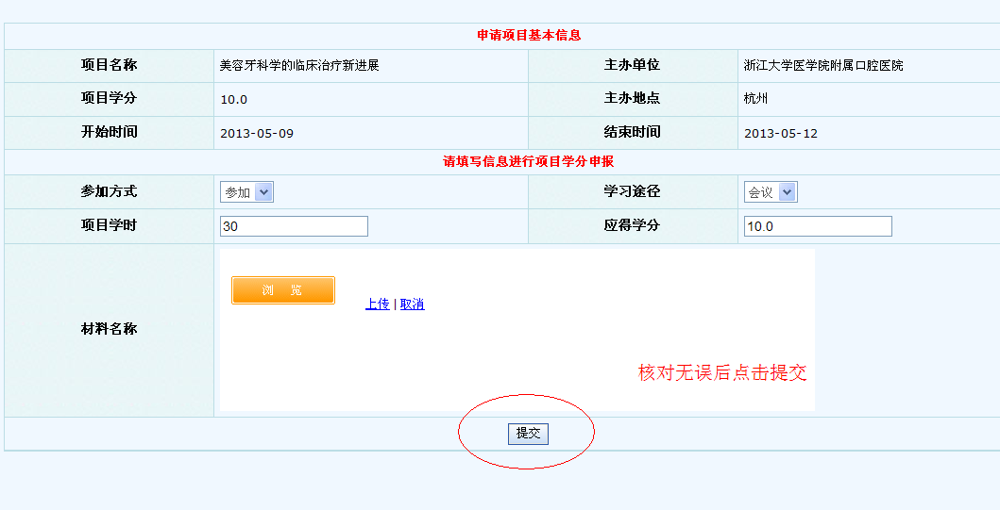 申请项目基本信息
项目名称 美容牙科学的临床治疗新进展 主办单位 浙江大学医学院附属口腔医院
项目学分 10.0 主办地点 杭州
开始时间 2013-05-09 结束时间 2013-05-12
请填写信息进行项目学分申报
参加方式 参加 学习途径 会议
项目学时 30 应得学分 10.0
浏 览
上传 | 取消
材料名称
核对无误后点击提交
提交